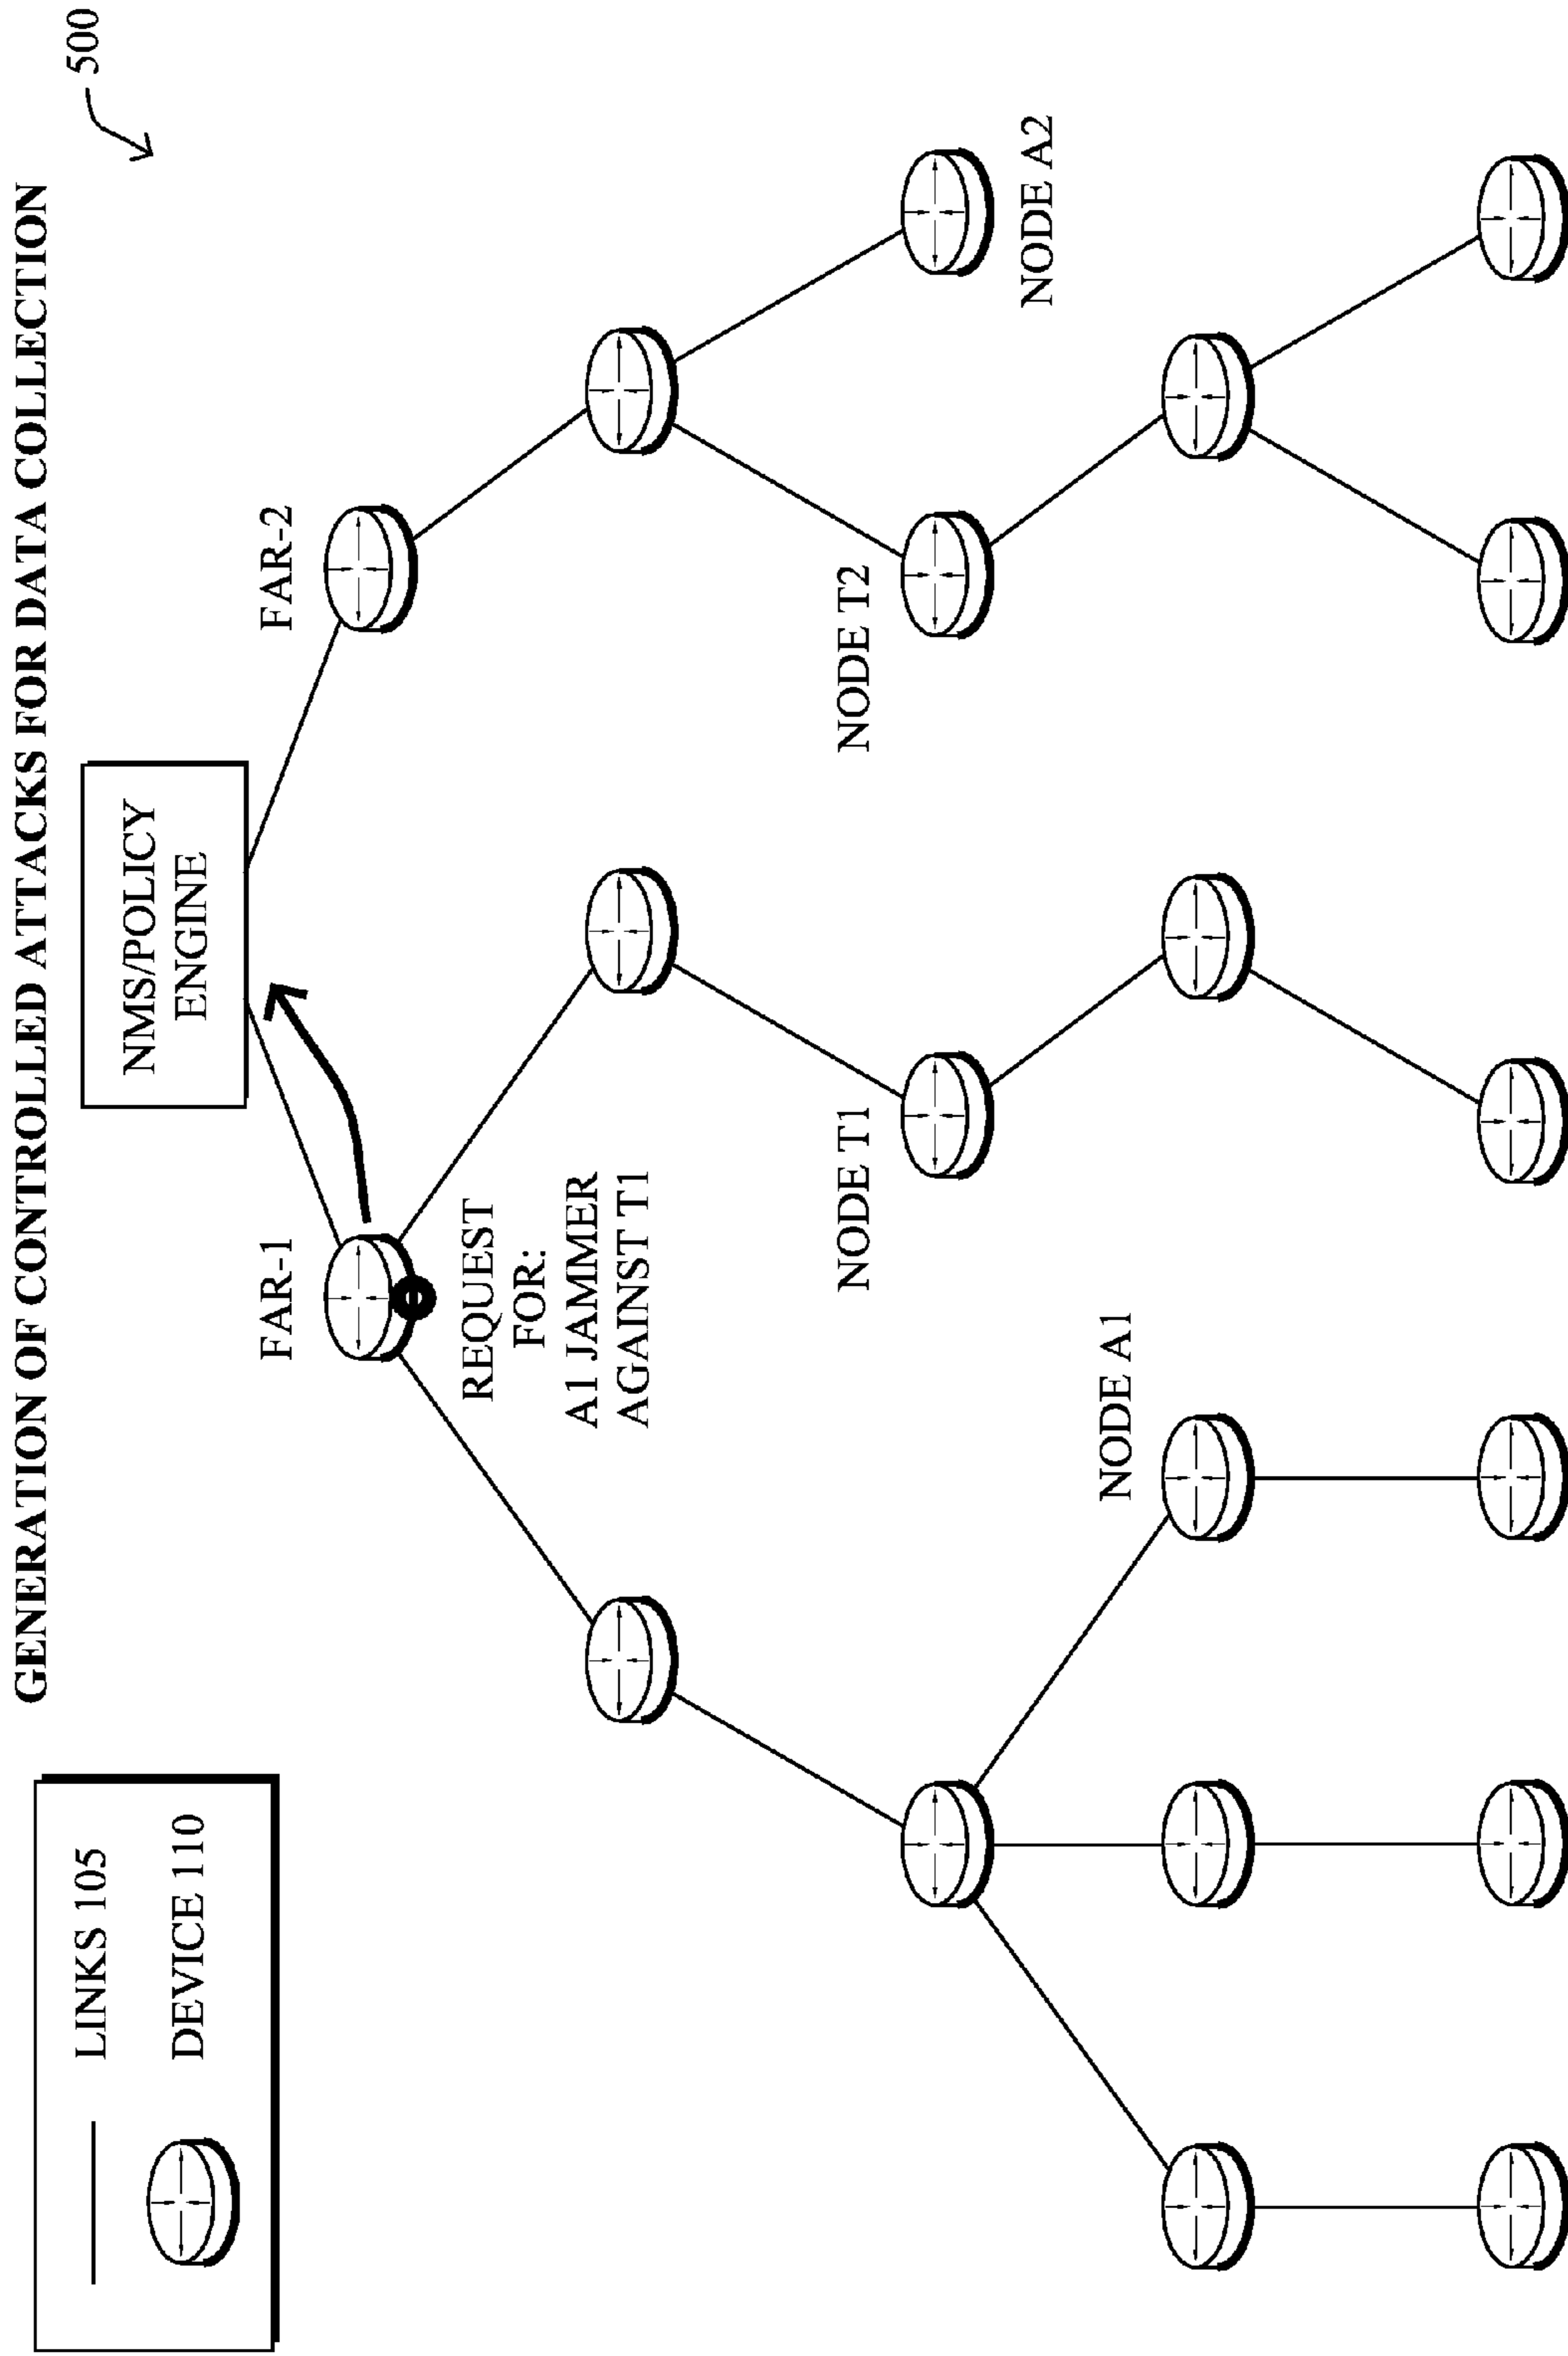 GENERATION OF CONTROLLED ATTACKS FOR DATA COLLECTION
500
LINKS 105
DEVICE 110
NMS/POLICY
ENGINE
FAR-1
FAR-2
REQUEST
FOR:
A1 JAMMER
AGAINST T1
NODE T1
NODE T2
NODE A2
NODE A1